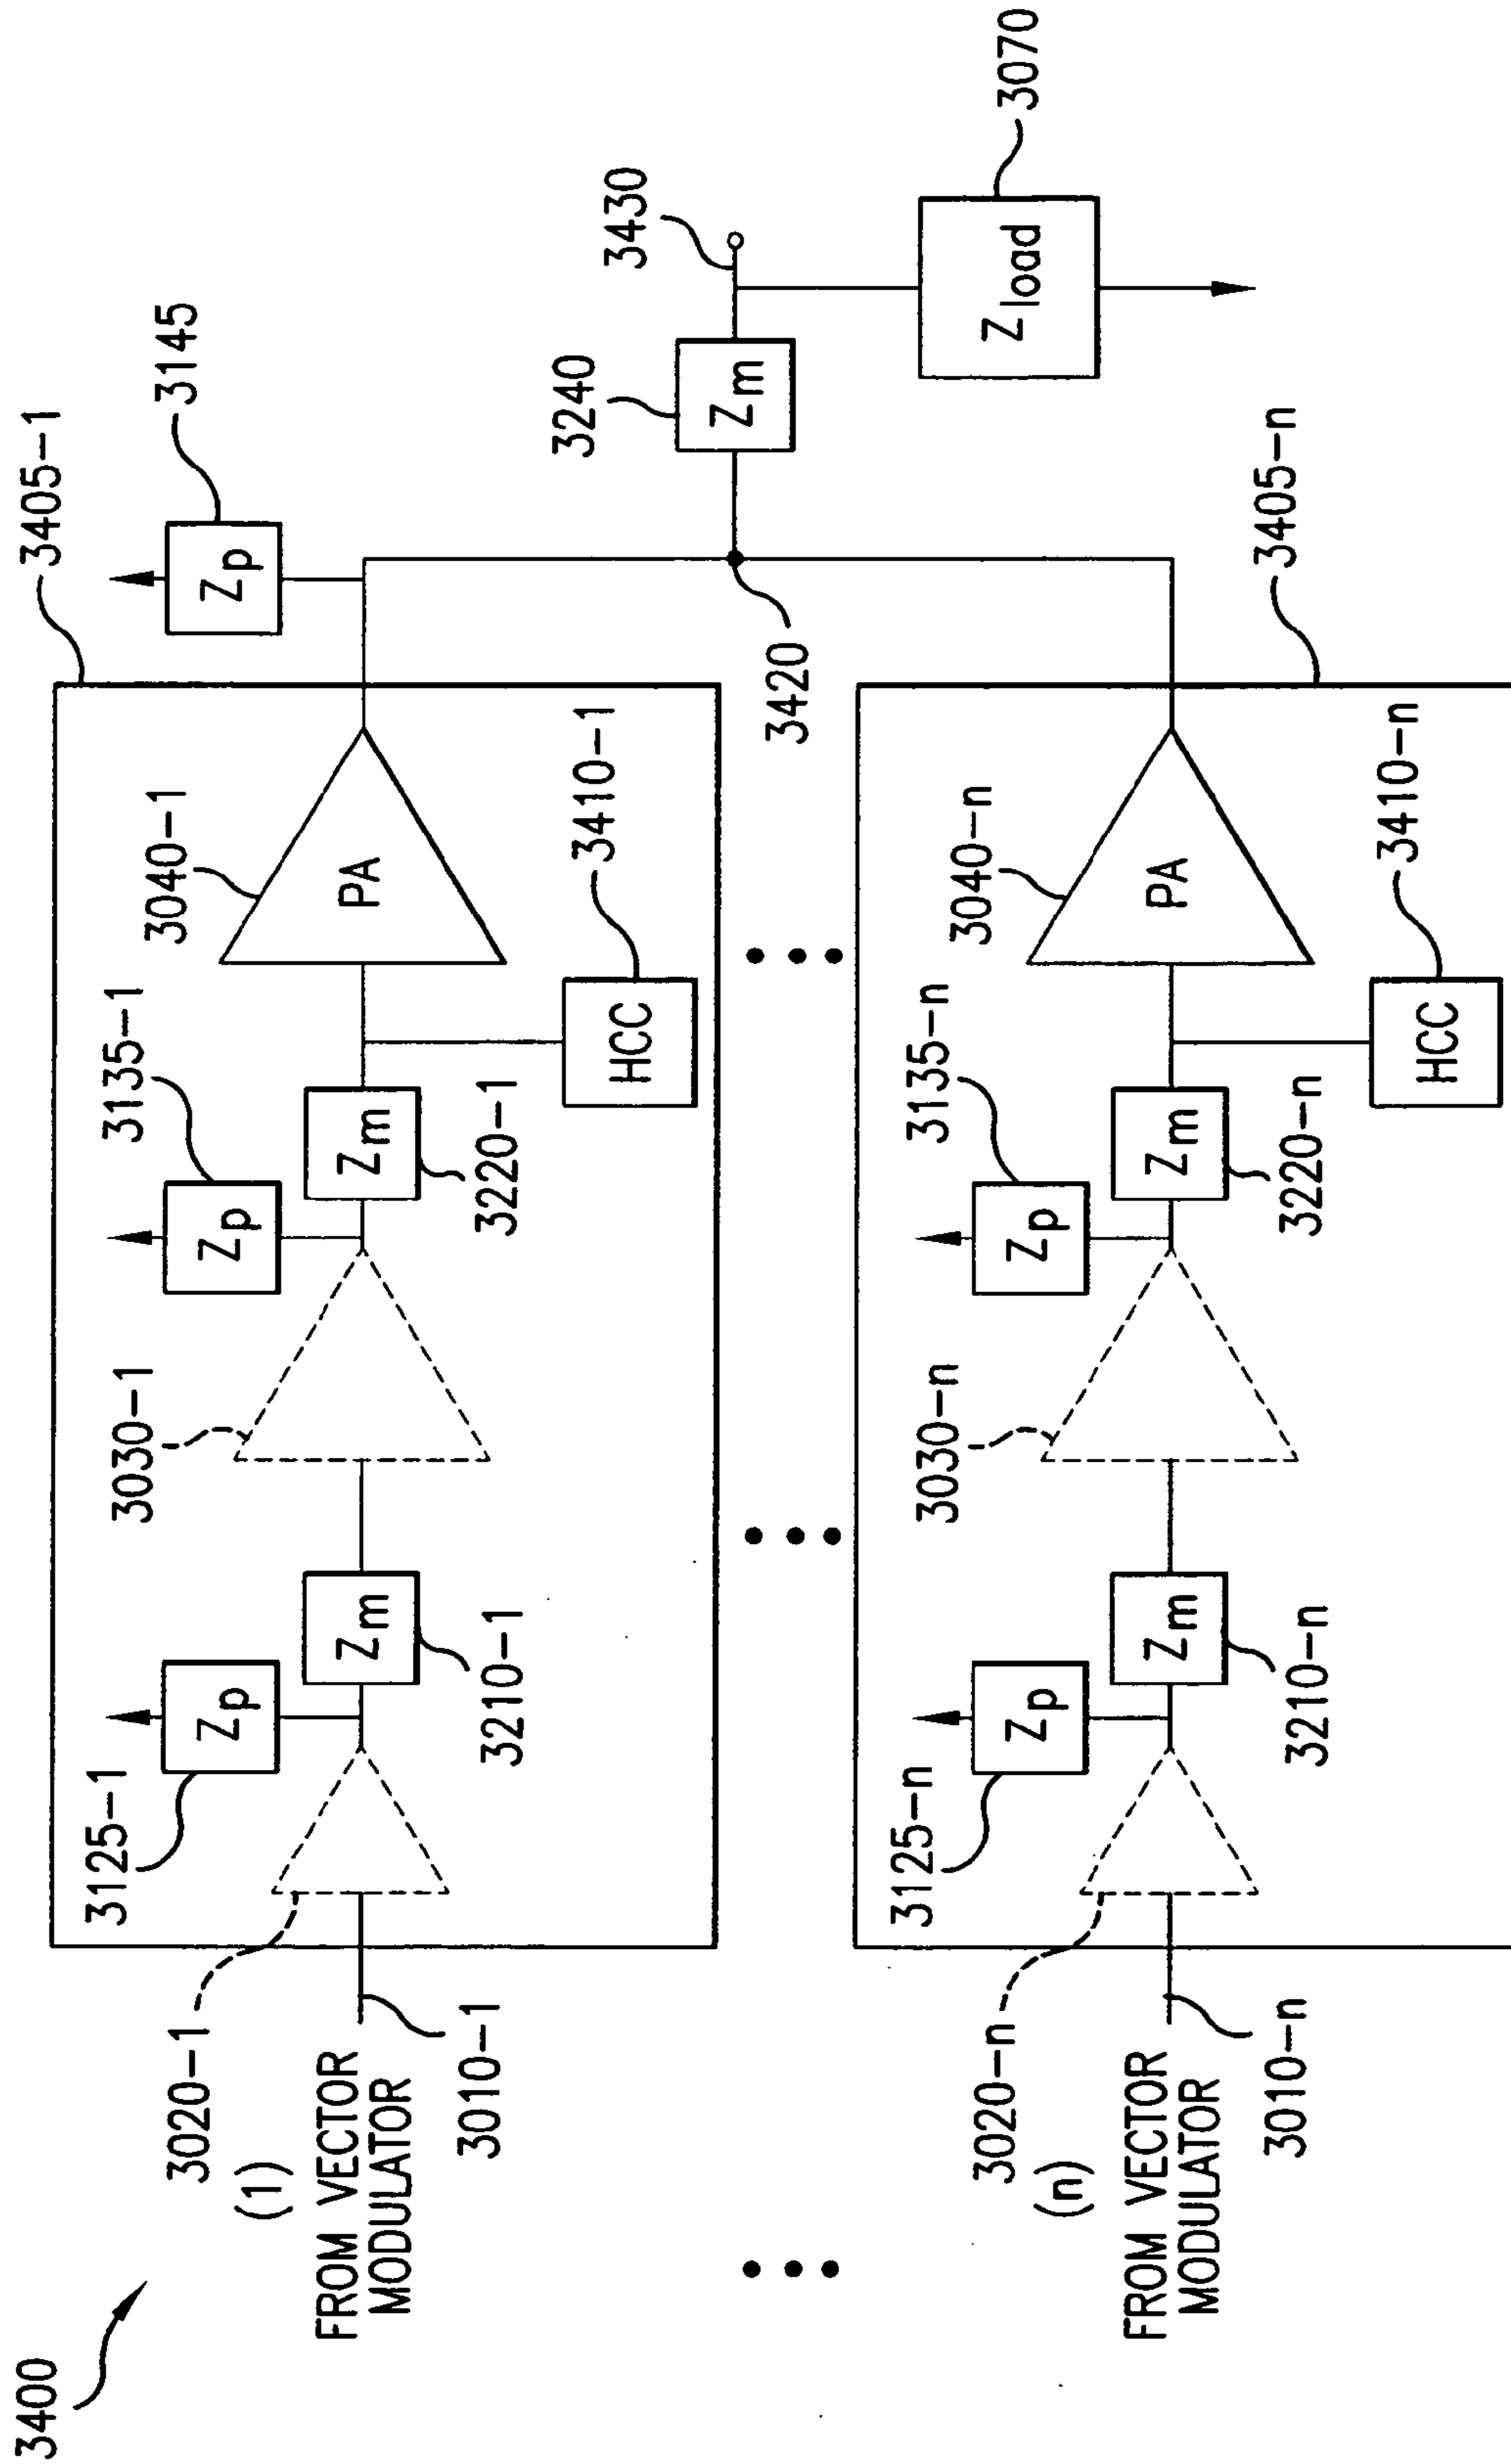 3400
3405-1
3145
Zp
3240
Zm
3430
3070
Zload
3420
3020-1
(1)
FROM VECTOR
MODULATOR
3010-1
3125-1
Zp
Zm
3210-1
3030-1
3135-1
Zp
Zm
3220-1
3040-1
PA
HCC
3410-1
3020-n
(n)
FROM VECTOR
MODULATOR
3010-n
3125-n
Zp
Zm
3210-n
3030-n
3135-n
Zp
Zm
3220-n
3040-n
PA
HCC
3410-n
3405-n